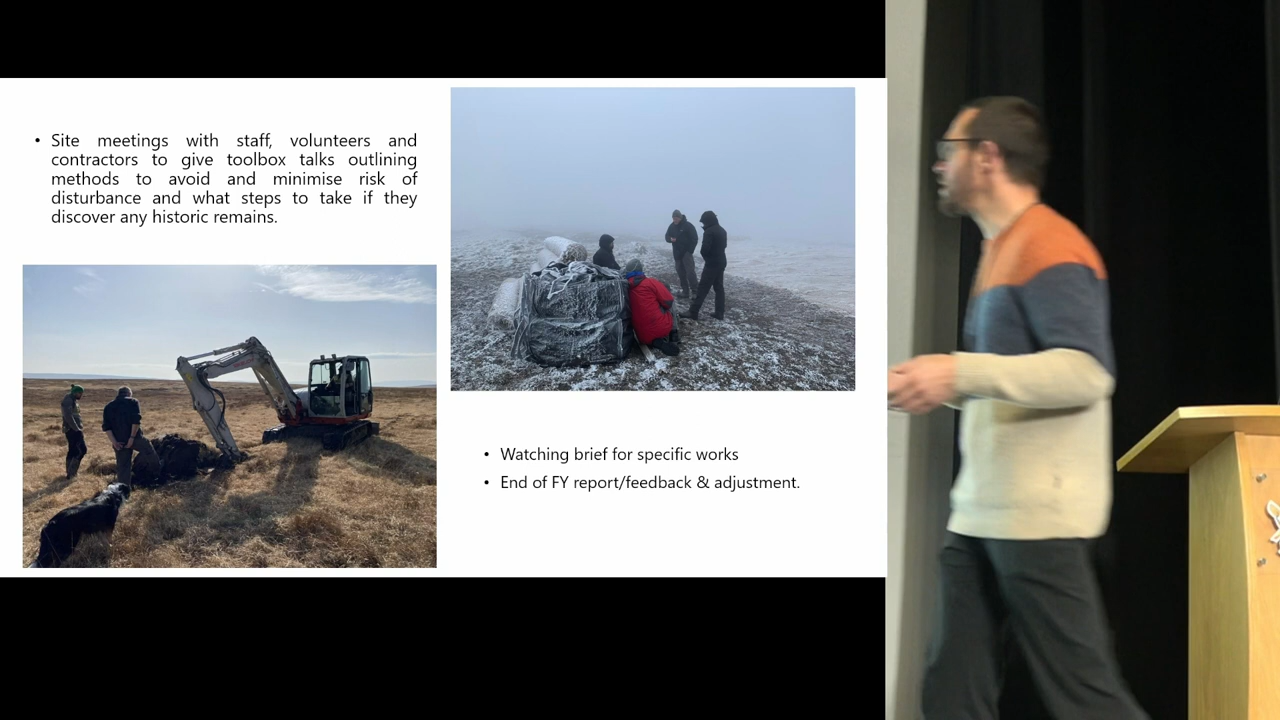 • Site meetings with staff, volunteers and
contractors to give toolbox talks outlining
methods to avoid and minimise risk of
disturbance and what steps to take if they
discover any historic remains.
• Watching brief for specific works
• End of FY report/feedback & adjustment.